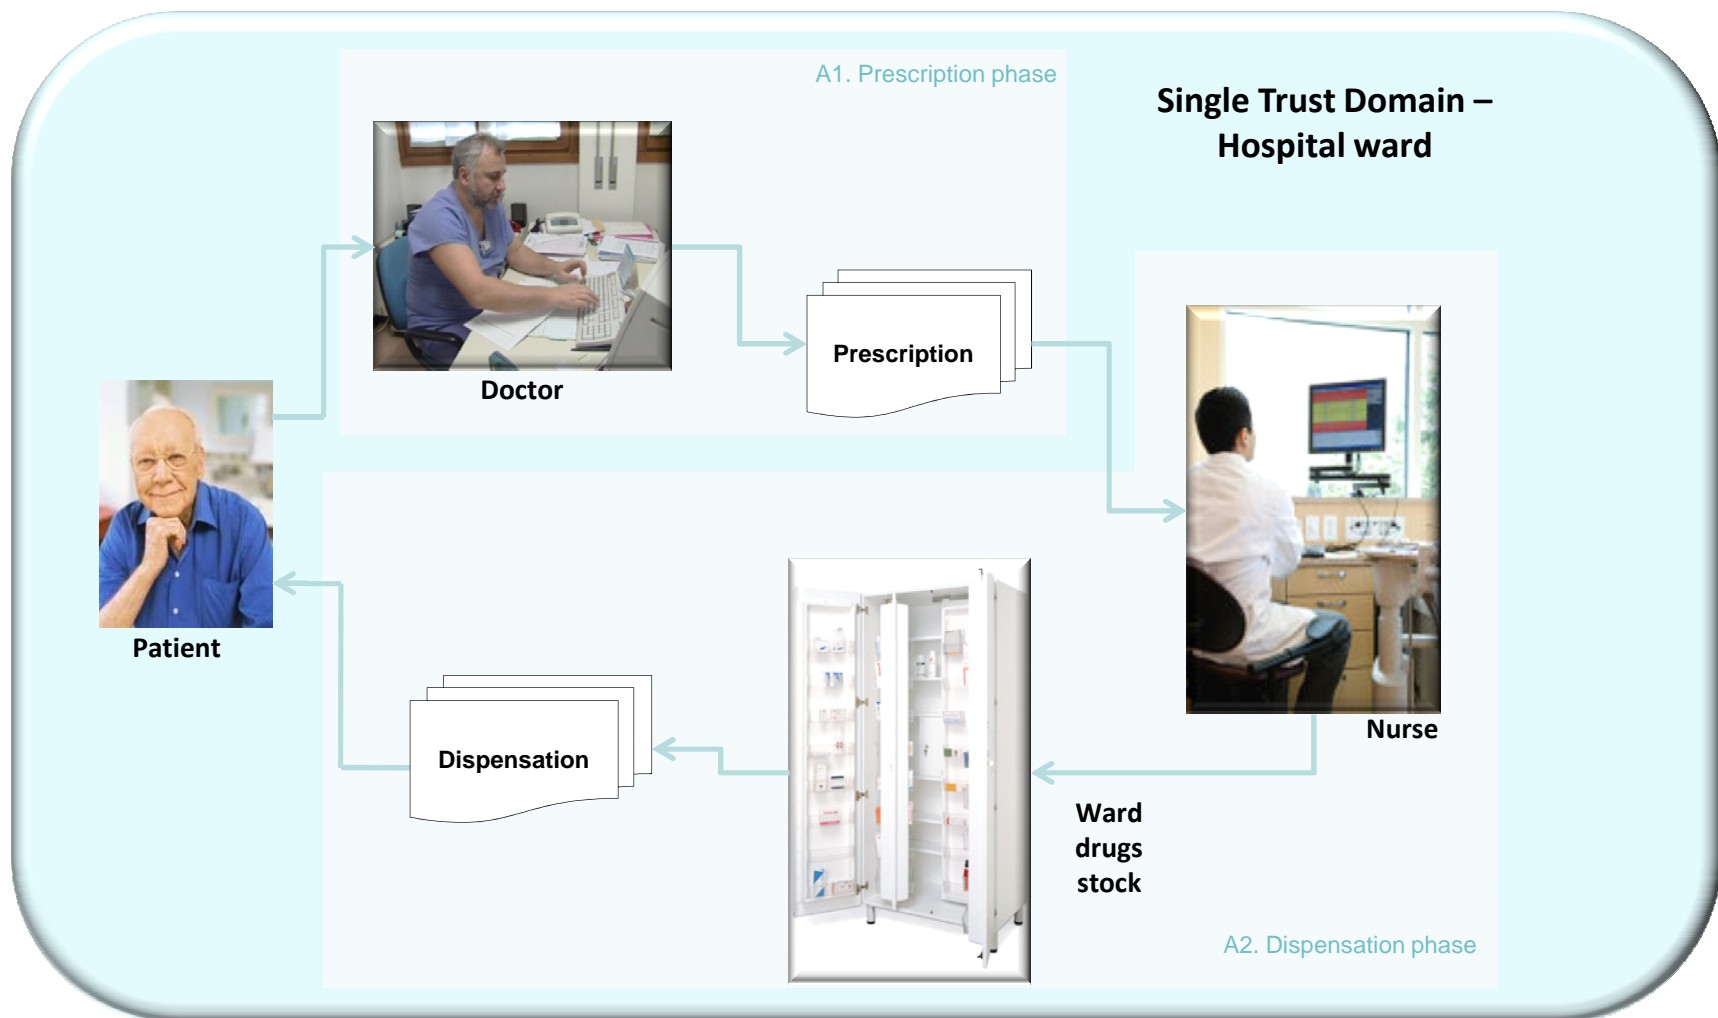 A1. Prescription phase
Single Trust Domain –
Hospital ward
Doctor
Prescription
Patient
Nurse
Dispensation
Ward
drugs
stock
A2. Dispensation phase